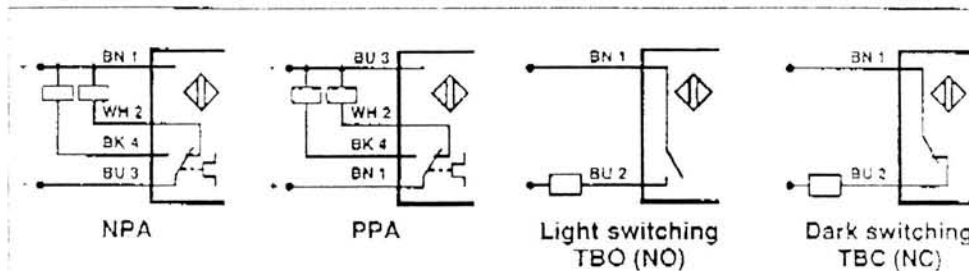 BN 1
WH 2
BK 4
BU 3
NPA
BU 3
WH 2
BK 4
BN 1
PPA
BN 1
BU 2
Light switching
TBO (NO)
BN 1
BU 2
Dark switching
TBC (NC)